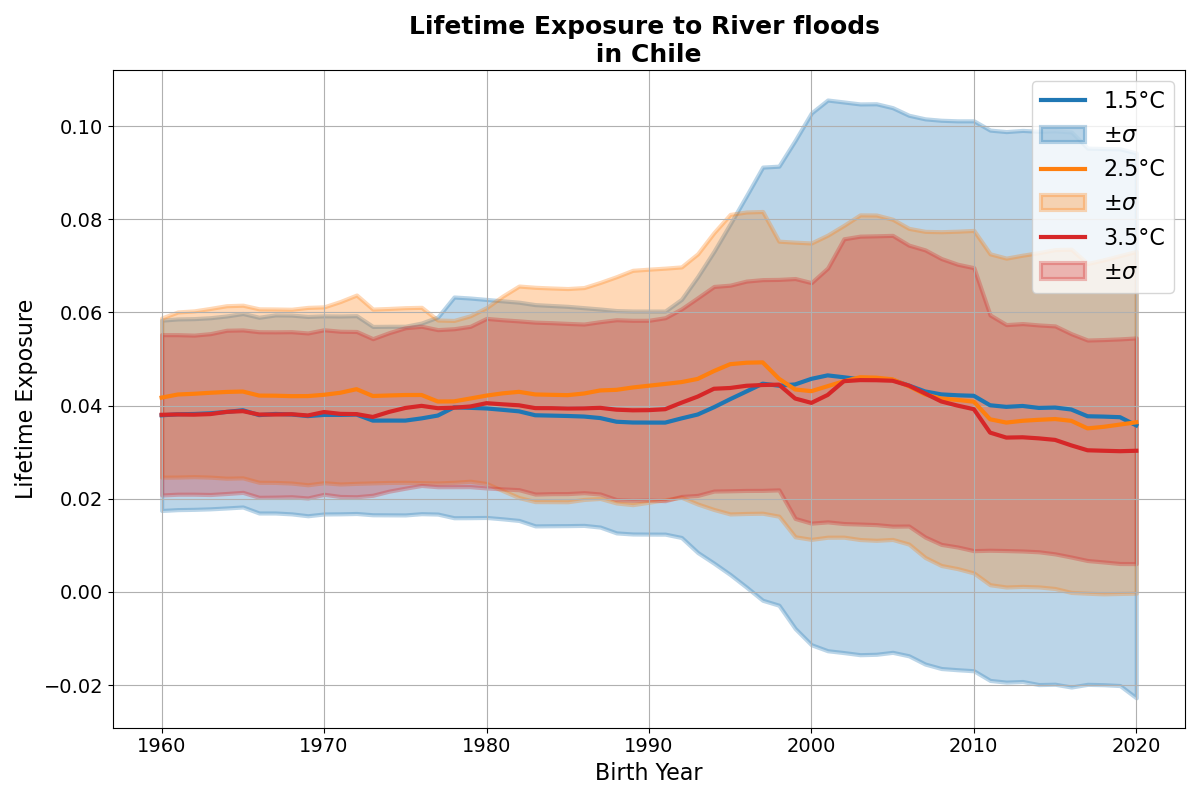 Lifetime Exposure to River floods
in Chile
1.5°C
±σ
2.5°C
±σ
3.5°C
±σ
Lifetime Exposure
0.10
0.08
0.06
0.04
0.02
0.00
−0.02
1960 1970 1980 1990 2000 2010 2020
Birth Year